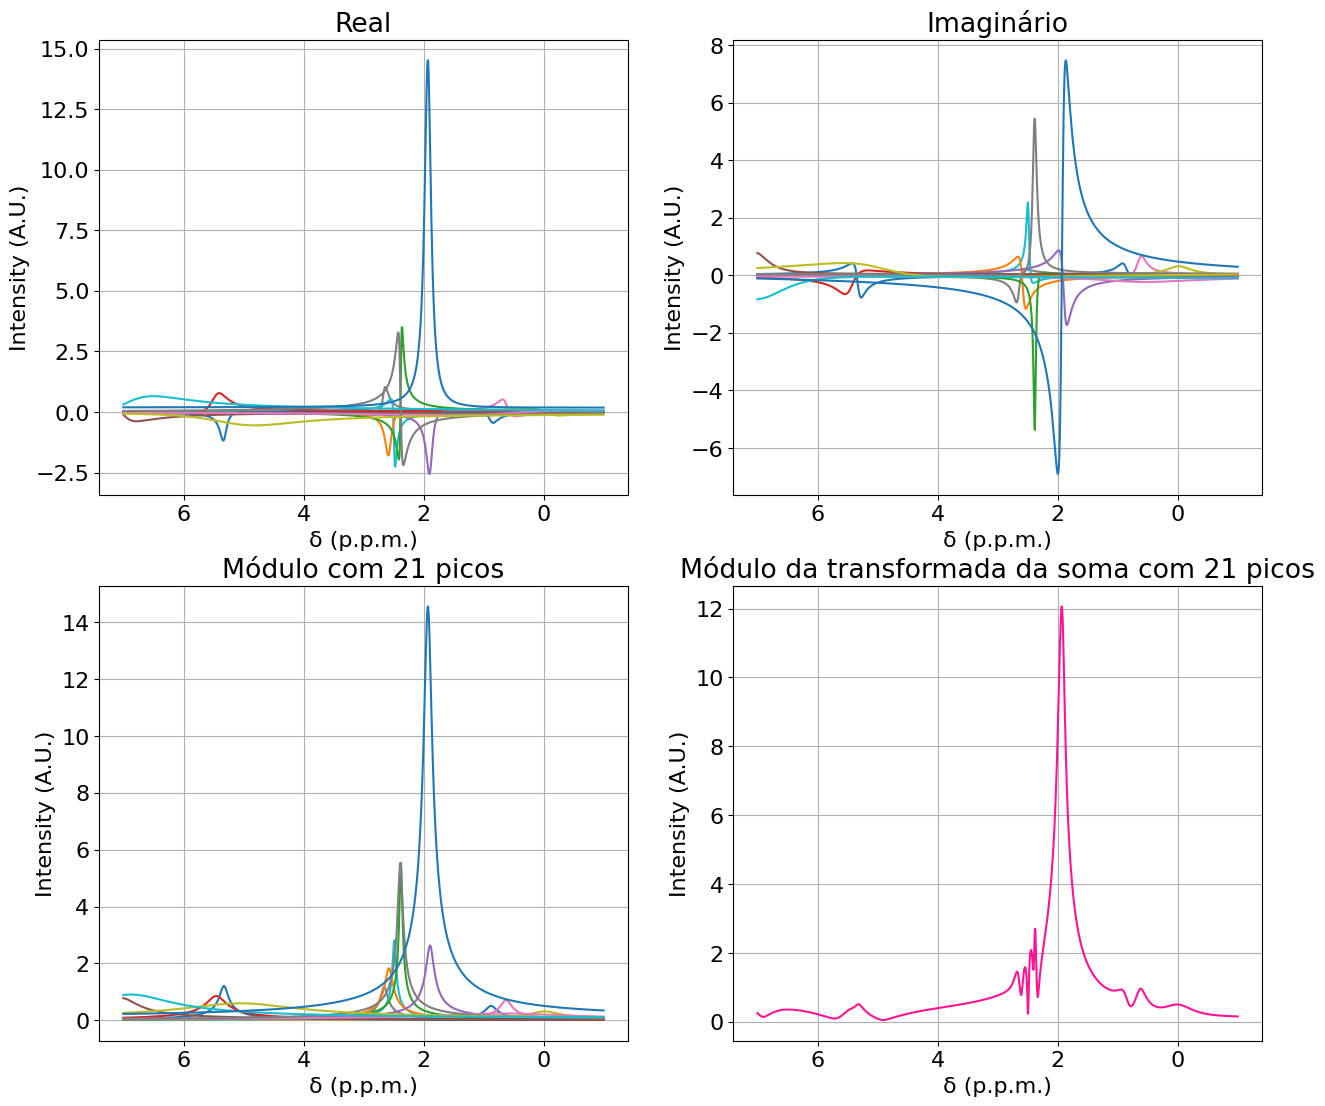 Real
Intensity (A.U.)
15.0
12.5
10.0
7.5
5.0
2.5
0.0
−2.5
6 4 2 0
δ (p.p.m.)
Imaginário
Intensity (A.U.)
8
6
4
2
0
−2
−4
−6
6 4 2 0
δ (p.p.m.)
Módulo com 21 picos
Intensity (A.U.)
14
12
10
8
6
4
2
0
6 4 2 0
δ (p.p.m.)
Módulo da transformada da soma com 21 picos
Intensity (A.U.)
12
10
8
6
4
2
0
6 4 2 0
δ (p.p.m.)